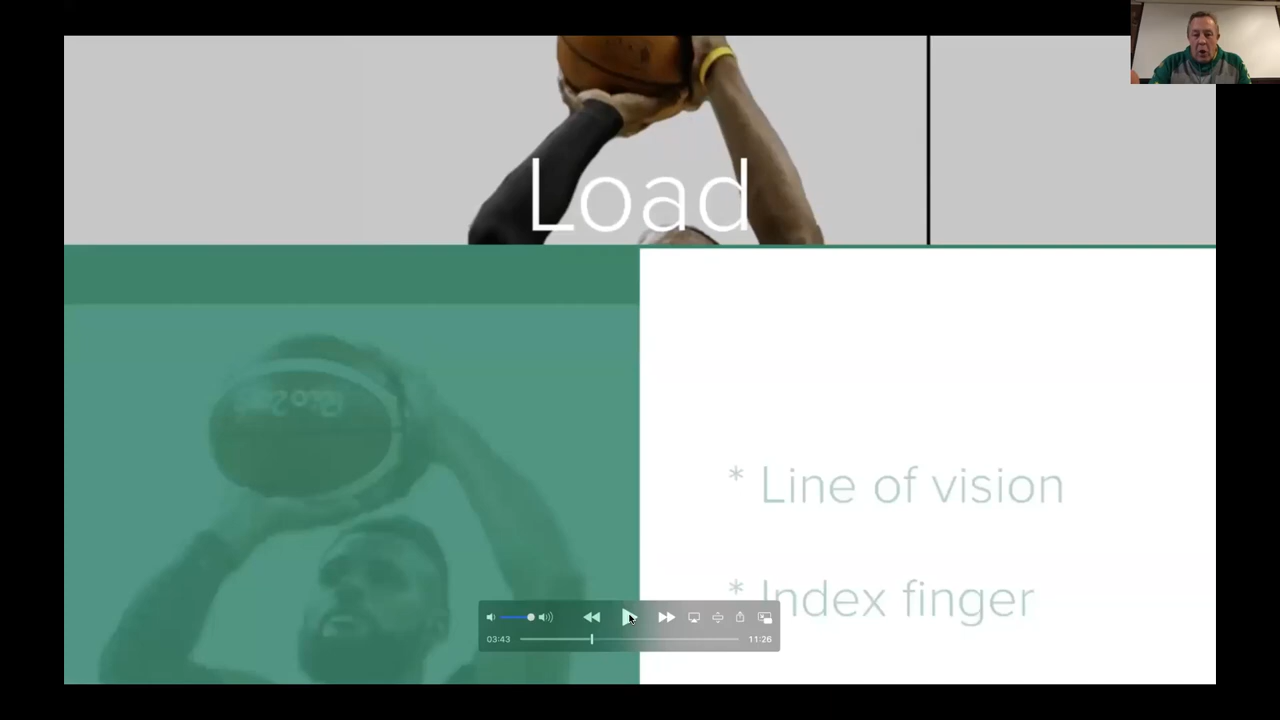 Load
* Line of vision
* Index finger
03:43
11:26